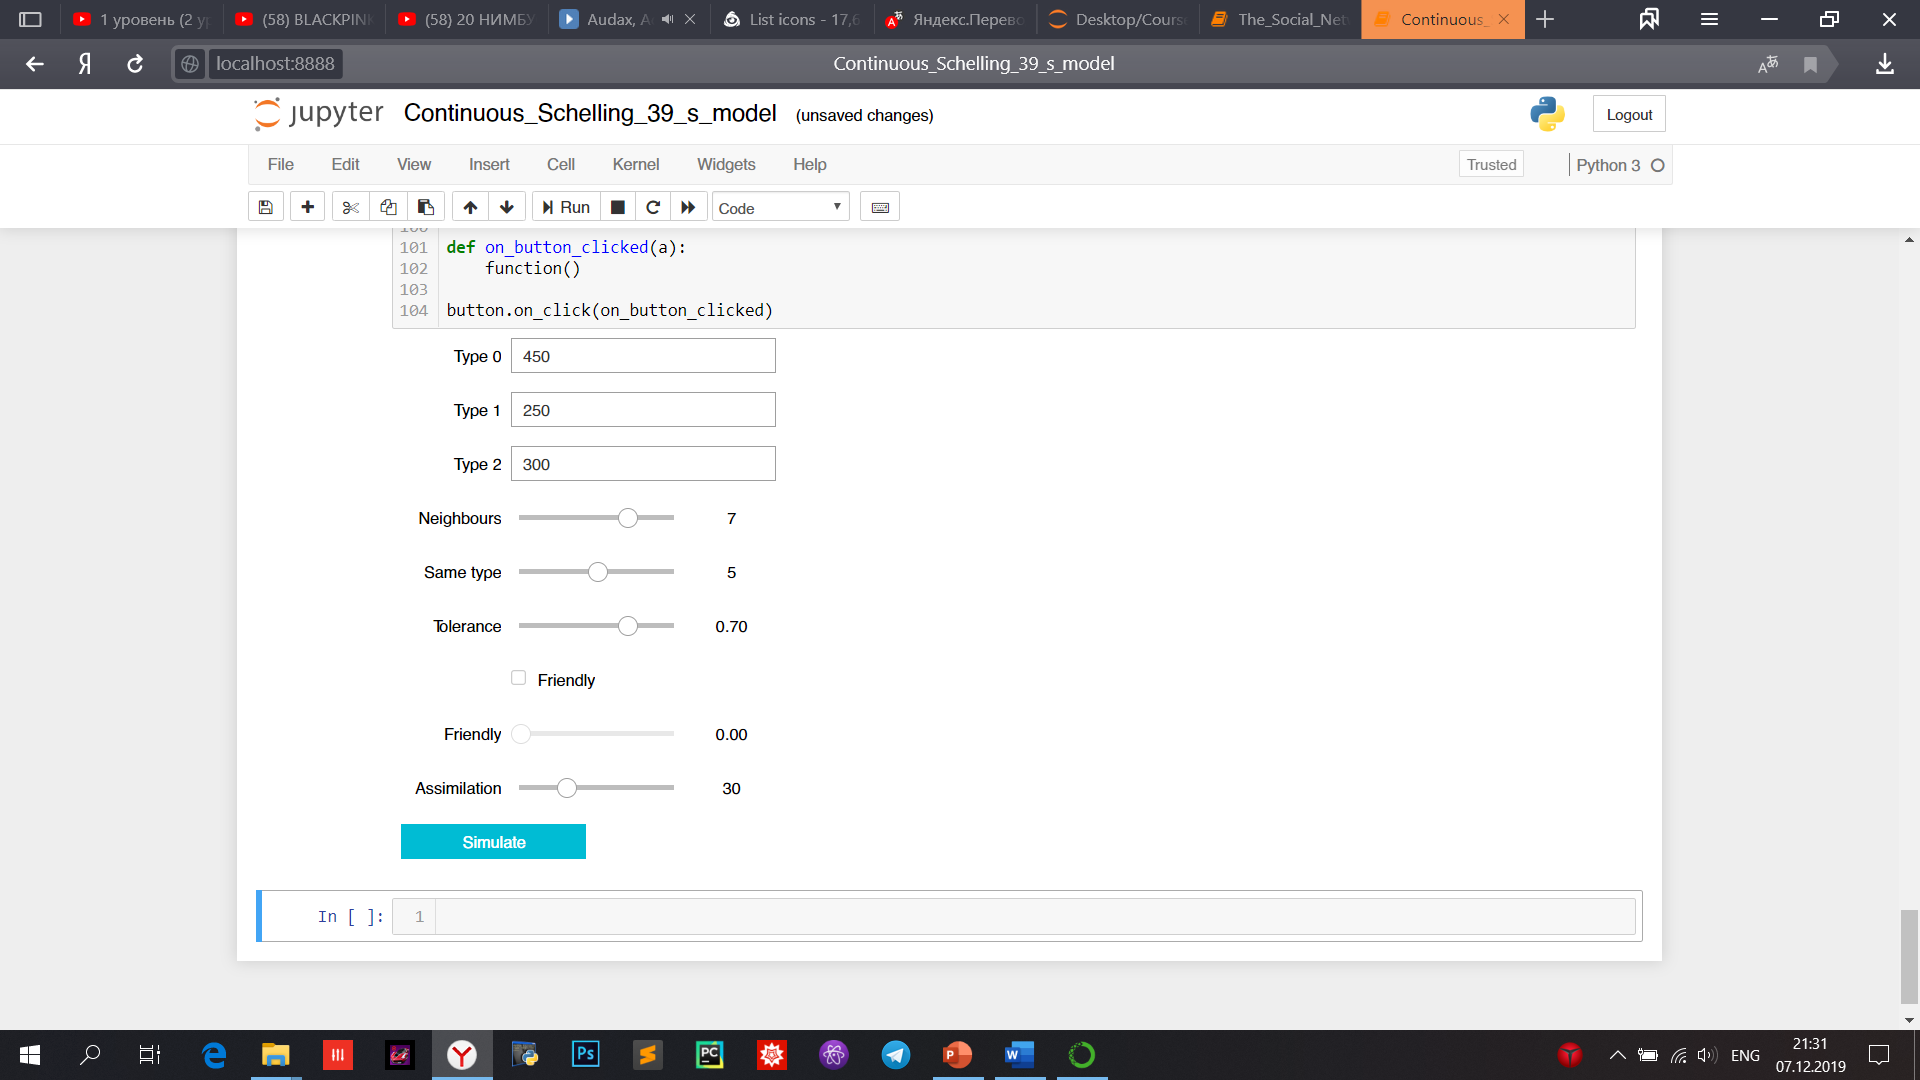 1 уровень (2 у
(58) BLACKPIN
(58) 20 НИМБУ
Audax, A
List icons - 17,6
Яндекс.Перево
Desktop/Cours
The_Social_Net
Continuous_
Я
localhost:8888
Continuous_Schelling_39_s_model
jupyter Continuous_Schelling_39_s_model (unsaved changes)
Logout
File Edit View Insert Cell Kernel Widgets Help
Trusted
Python 3
Run
Code
100
101 def on_button_clicked(a):
102 function()
103
104 button.on_click(on_button_clicked)
Type 0 450
Type 1 250
Type 2 300
Neighbours 7
Same type 5
Tolerance 0.70
Friendly
Friendly 0.00
Assimilation 30
Simulate
In [ ]: 1
Ps
PC
P
W
ENG
21:31
07.12.2019